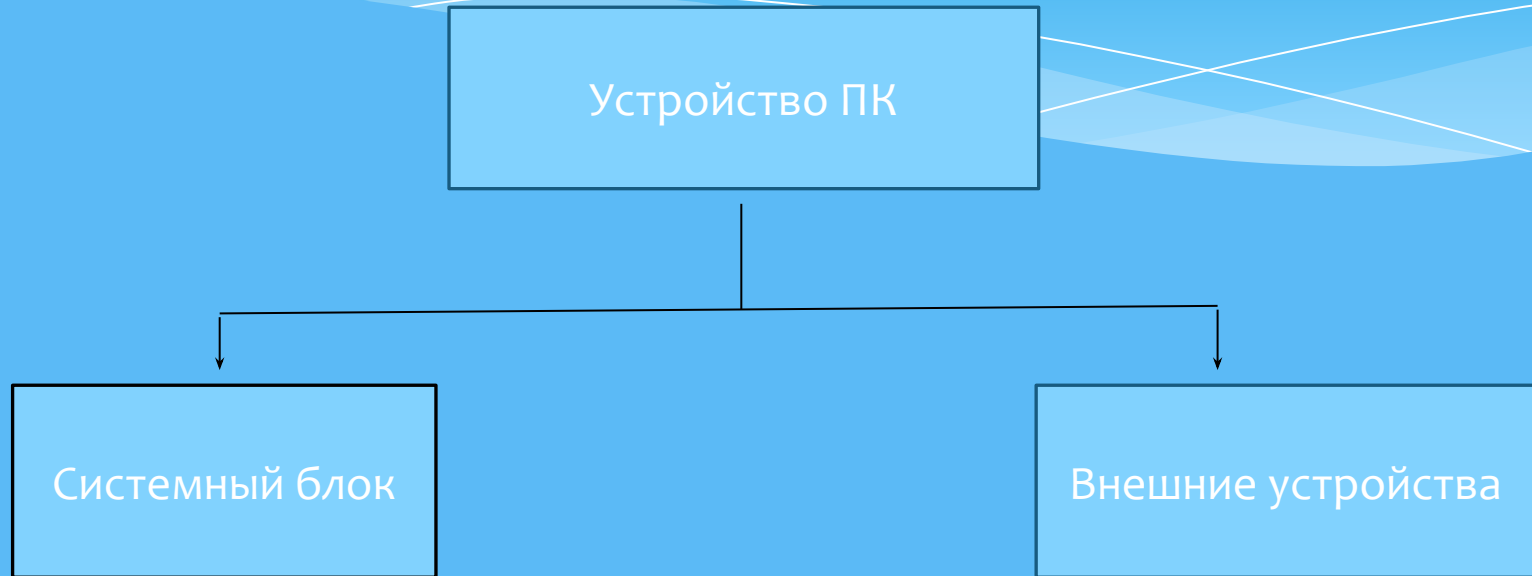 Устройство ПК
Системный блок
Внешние устройства